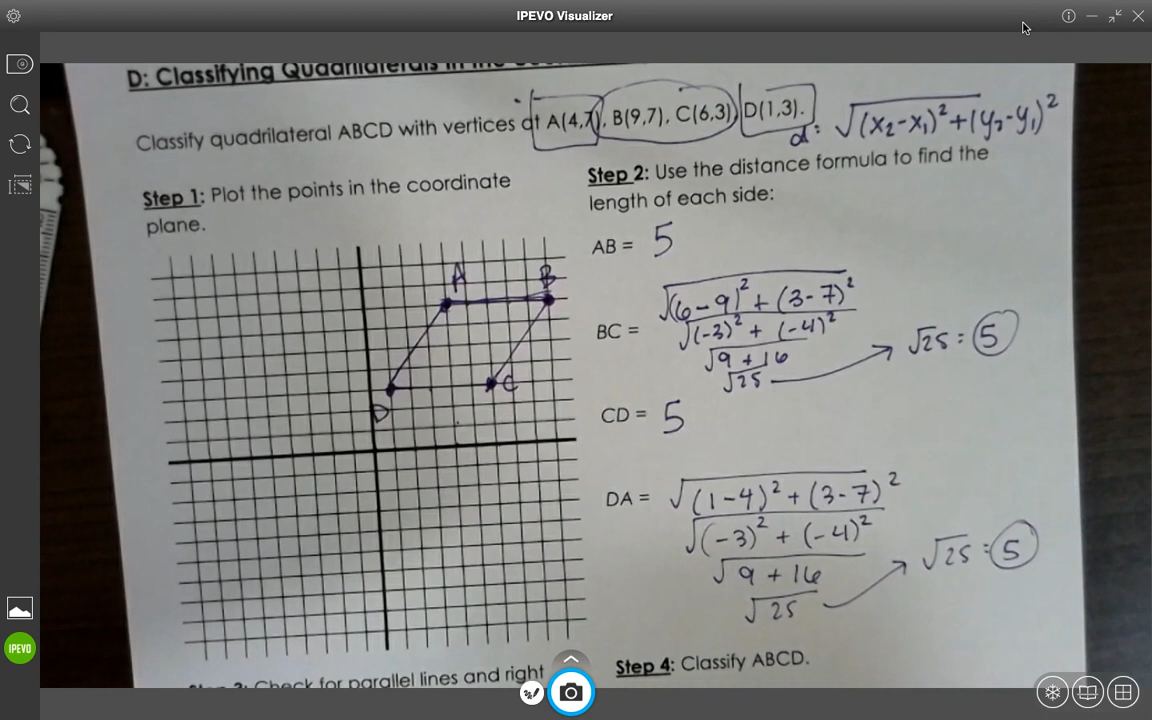 IPEVO Visualizer
D: Classifying Quadrilaterals in the
Classify quadrilateral ABCD with vertices at A(4,7), B(9,7), C(6,3), D(1,3).
d: √(x₂-x₁)²+(y₂-y₁)²
Step 1: Plot the points in the coordinate
plane.
A
B
C
D
Step 2: Use the distance formula to find the
length of each side:
AB = 5
BC = √(6-9)² + (3-7)²
√(-3)² + (-4)²
√9 + 16
√25
√25 = 5
CD = 5
DA = √(1-4)² + (3-7)²
√(-3)² + (-4)²
√9 + 16
√25
√25 = 5
Check for parallel lines and right
Step 4: Classify ABCD.
IPEVO